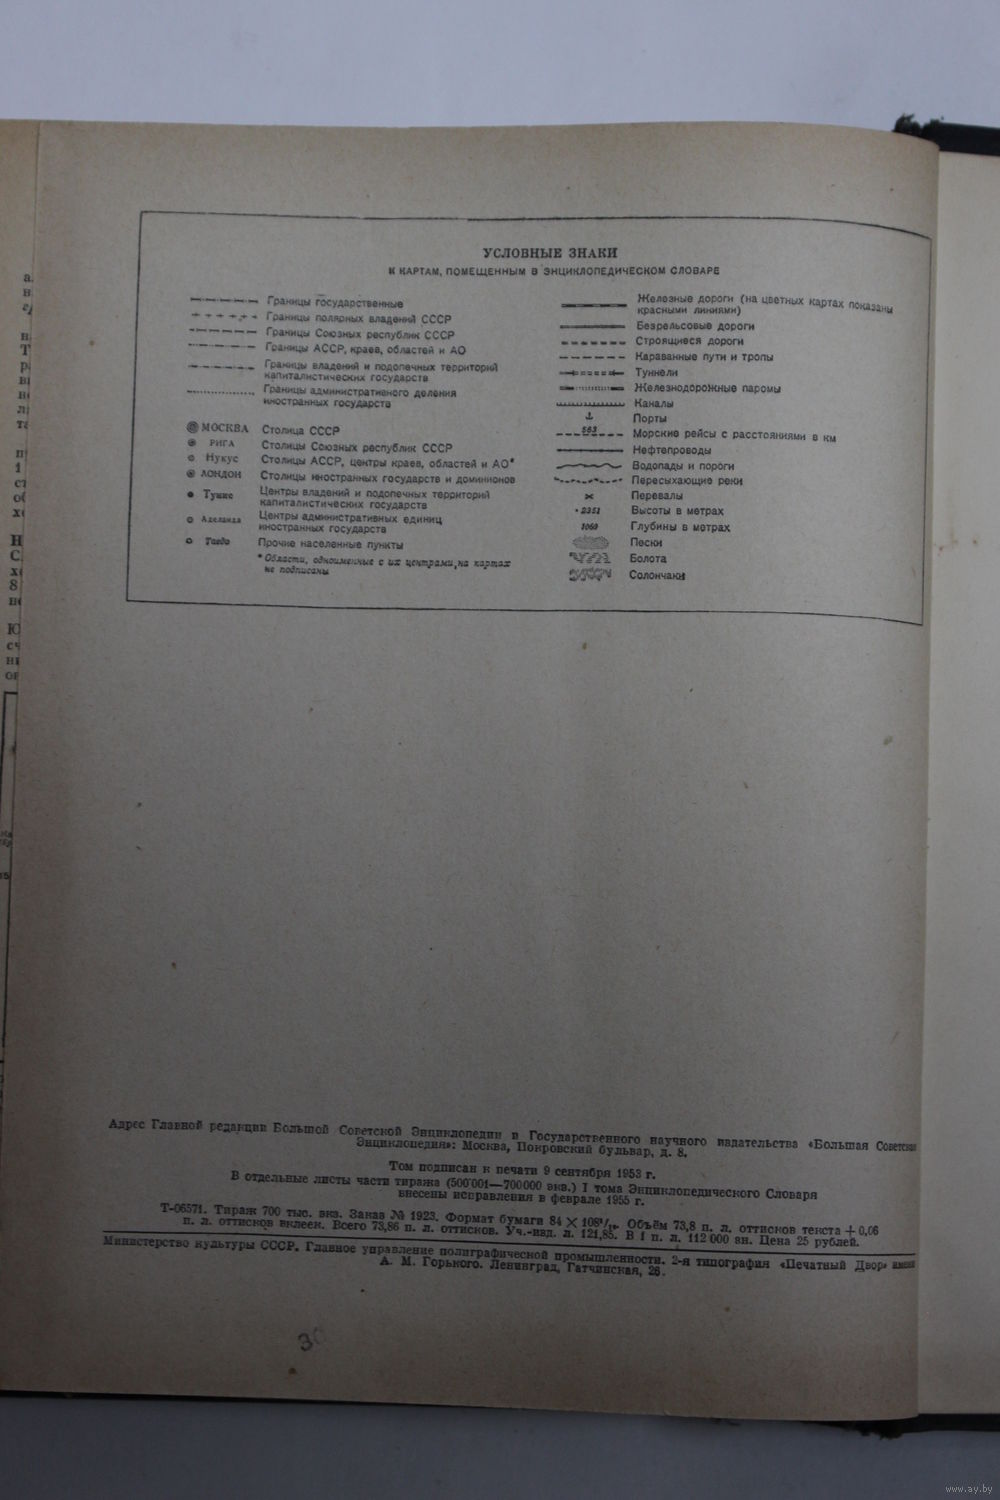 УСЛОВНЫЕ ЗНАКИ
К КАРТАМ, ПОМЕЩЕННЫМ В ЭНЦИКЛОПЕДИЧЕСКОМ СЛОВАРЕ
Границы государственные
Границы полярных владений СССР
Границы Союзных республик СССР
Границы АССР, краев, областей и АО
Границы владений и подопечных территорий
капиталистических государств
Границы административного деления
иностранных государств
МОСКВА Столица СССР
РИГА Столицы Союзных республик СССР
Нукус Столицы АССР, центры краев, областей и АО*
ЛОНДОН Столицы иностранных государств и доминионов
Тунис Центры владений и подопечных территорий
капиталистических государств
Аделаида Центры административных единиц
иностранных государств
Прочие населенные пункты
* Области, одноименные с их центрами, на картах
не подписаны
Железные дороги (на цветных картах показаны
красными линиями)
Безрельсовые дороги
Строящиеся дороги
Караванные пути и тропы
Туннели
Железнодорожные паромы
Каналы
Порты
563 Морские рейсы с расстояниями в км
Нефтепроводы
Водопады и пороги
Пересыхающие реки
Перевалы
2351 Высоты в метрах
1069 Глубины в метрах
Пески
Болота
Солончаки
Адрес Главной редакции Большой Советской Энциклопедии и Государственного научного издательства «Большая Советская
Энциклопедия»: Москва, Покровский бульвар, д. 8.
Том подписан к печати 9 сентября 1953 г.
В отдельные листы части тиража (500001—700000 экз.) I тома Энциклопедического Словаря
внесены исправления в феврале 1955 г.
Т-06571. Тираж 700 тыс. экз. Заказ № 1923. Формат бумаги 84 × 108¹/₁₆. Объём 73,8 п. л. оттисков текста + 0,06
п. л. оттисков вклеек. Всего 73,86 п. л. оттисков. Уч.-изд. л. 121,85. В 1 п. л. 112 000 зн. Цена 25 рублей.
Министерство культуры СССР. Главное управление полиграфической промышленности. 2-я типография «Печатный Двор» имени
А. М. Горького. Ленинград, Гатчинская, 26.
www.ay.by